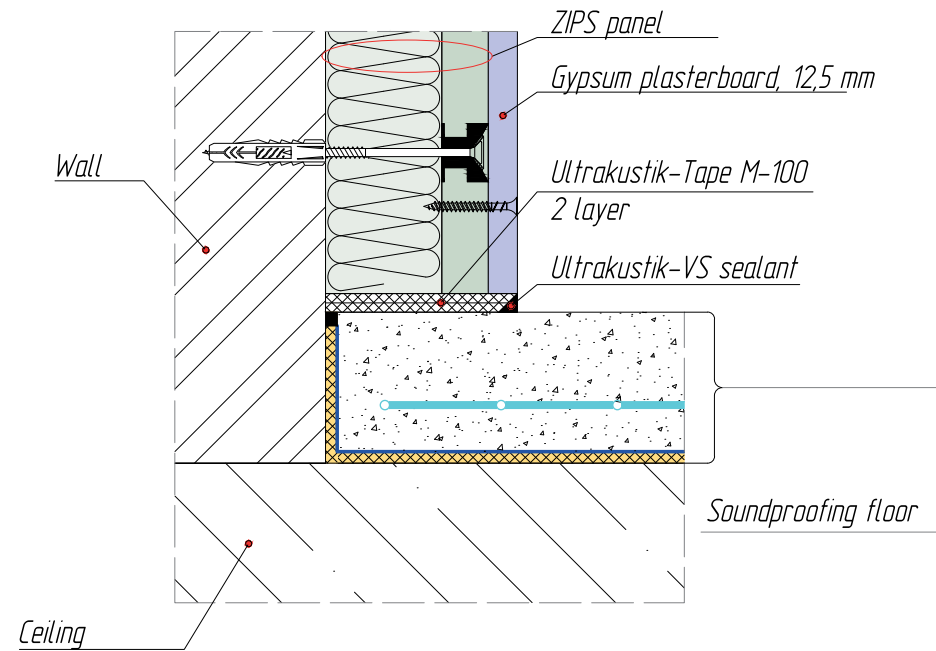 ZIPS panel
Gypsum plasterboard, 12,5 mm
Wall
Ultrakustik-Tape M-100
2 layer
Ultrakustik-VS sealant
Soundproofing floor
Ceiling